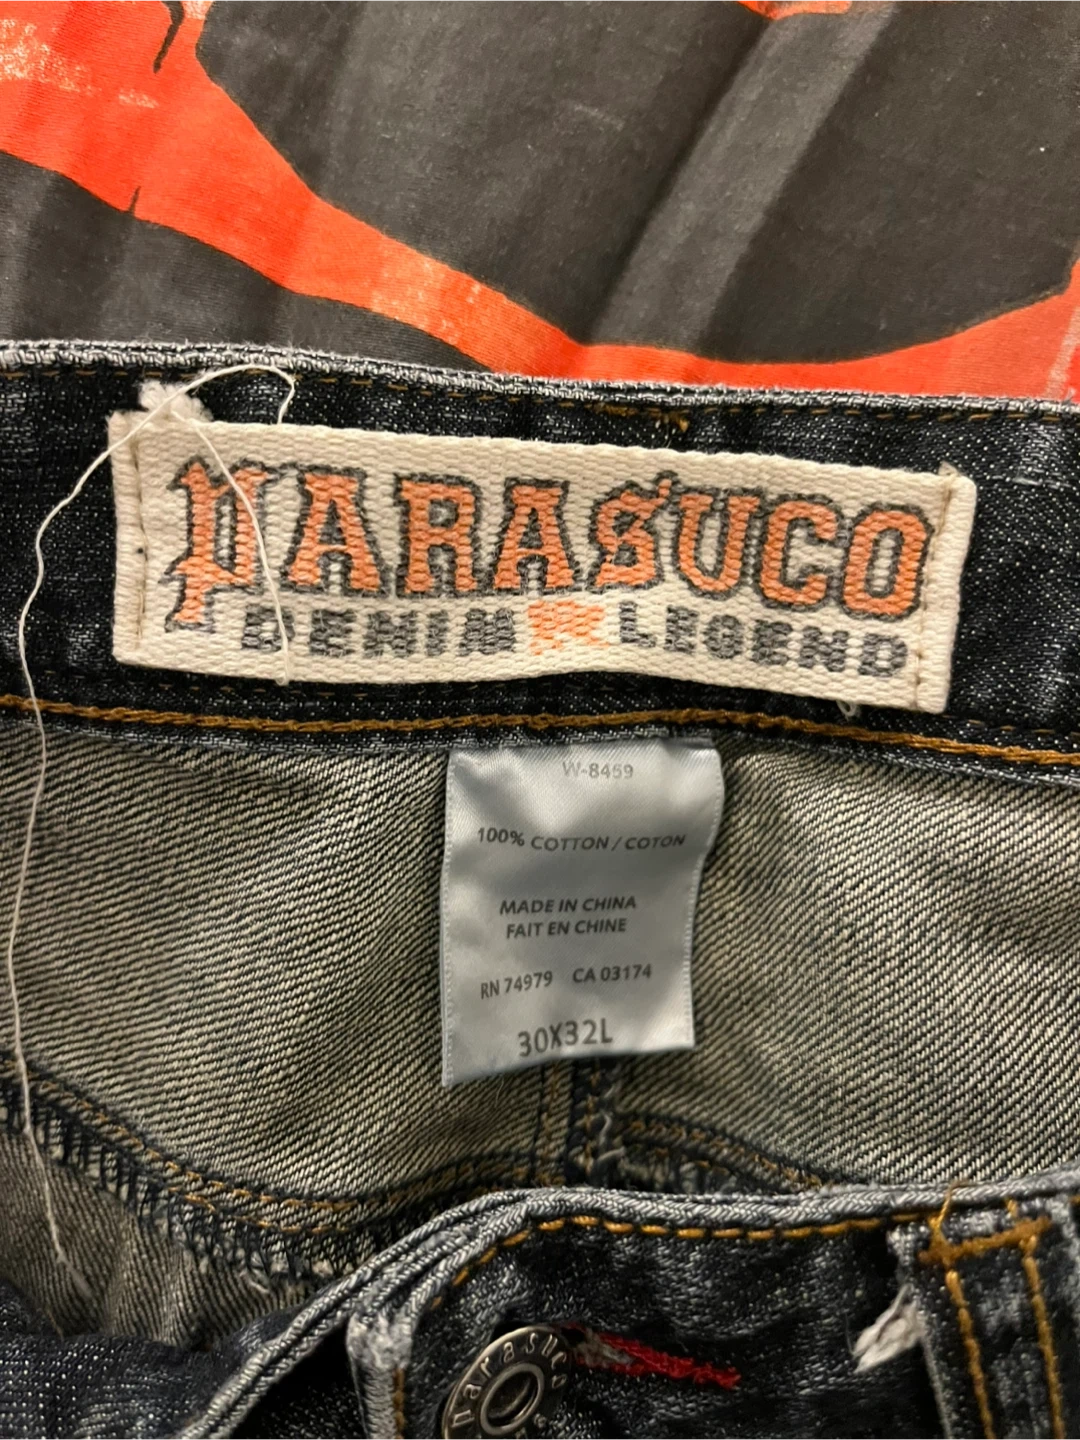 PARASUCO
DENIM LEGEND
W-8459
100% COTTON / COTON
MADE IN CHINA
FAIT EN CHINE
RN 74979 CA 03174
30X32L
parasuco